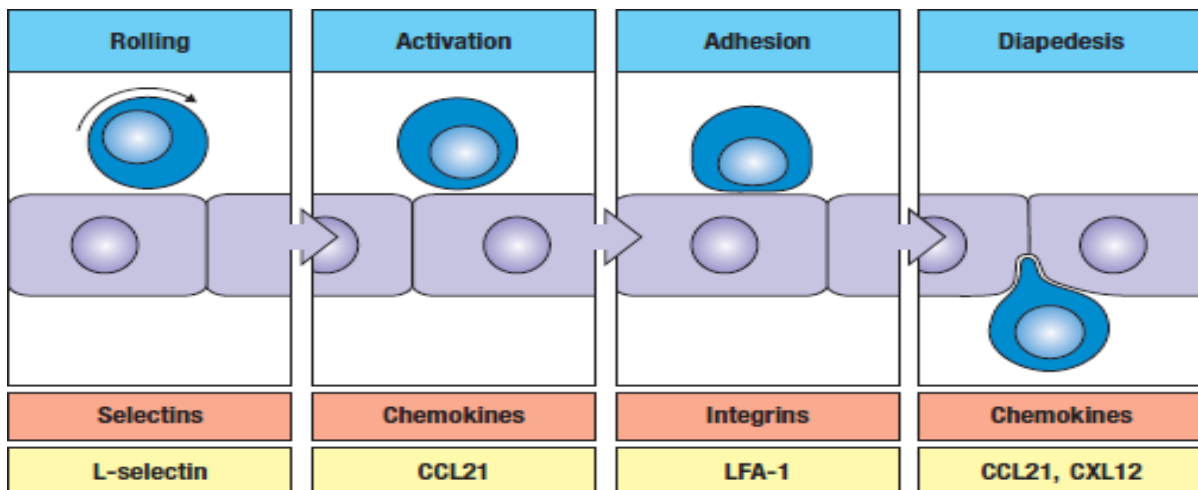 Rolling
Activation
Adhesion
Diapedesis
Selectins
Chemokines
Integrins
Chemokines
L-selectin
CCL21
LFA-1
CCL21, CXL12